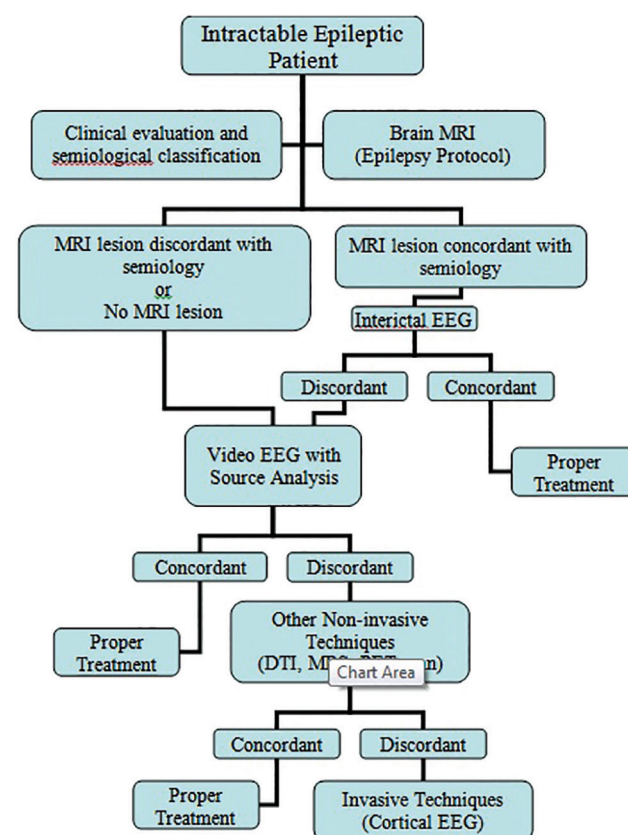 Intractable Epileptic
Patient
Clinical evaluation and
semiological classification
Brain MRI
(Epilepsy Protocol)
MRI lesion discordant with
semiology
or
No MRI lesion
MRI lesion concordant with
semiology
Interictal EEG
Discordant
Concordant
Video EEG with
Source Analysis
Proper
Treatment
Concordant
Discordant
Proper
Treatment
Other Non-invasive
Techniques
(DTI,
Chart Area
Concordant
Discordant
Proper
Treatment
Invasive Techniques
(Cortical EEG)